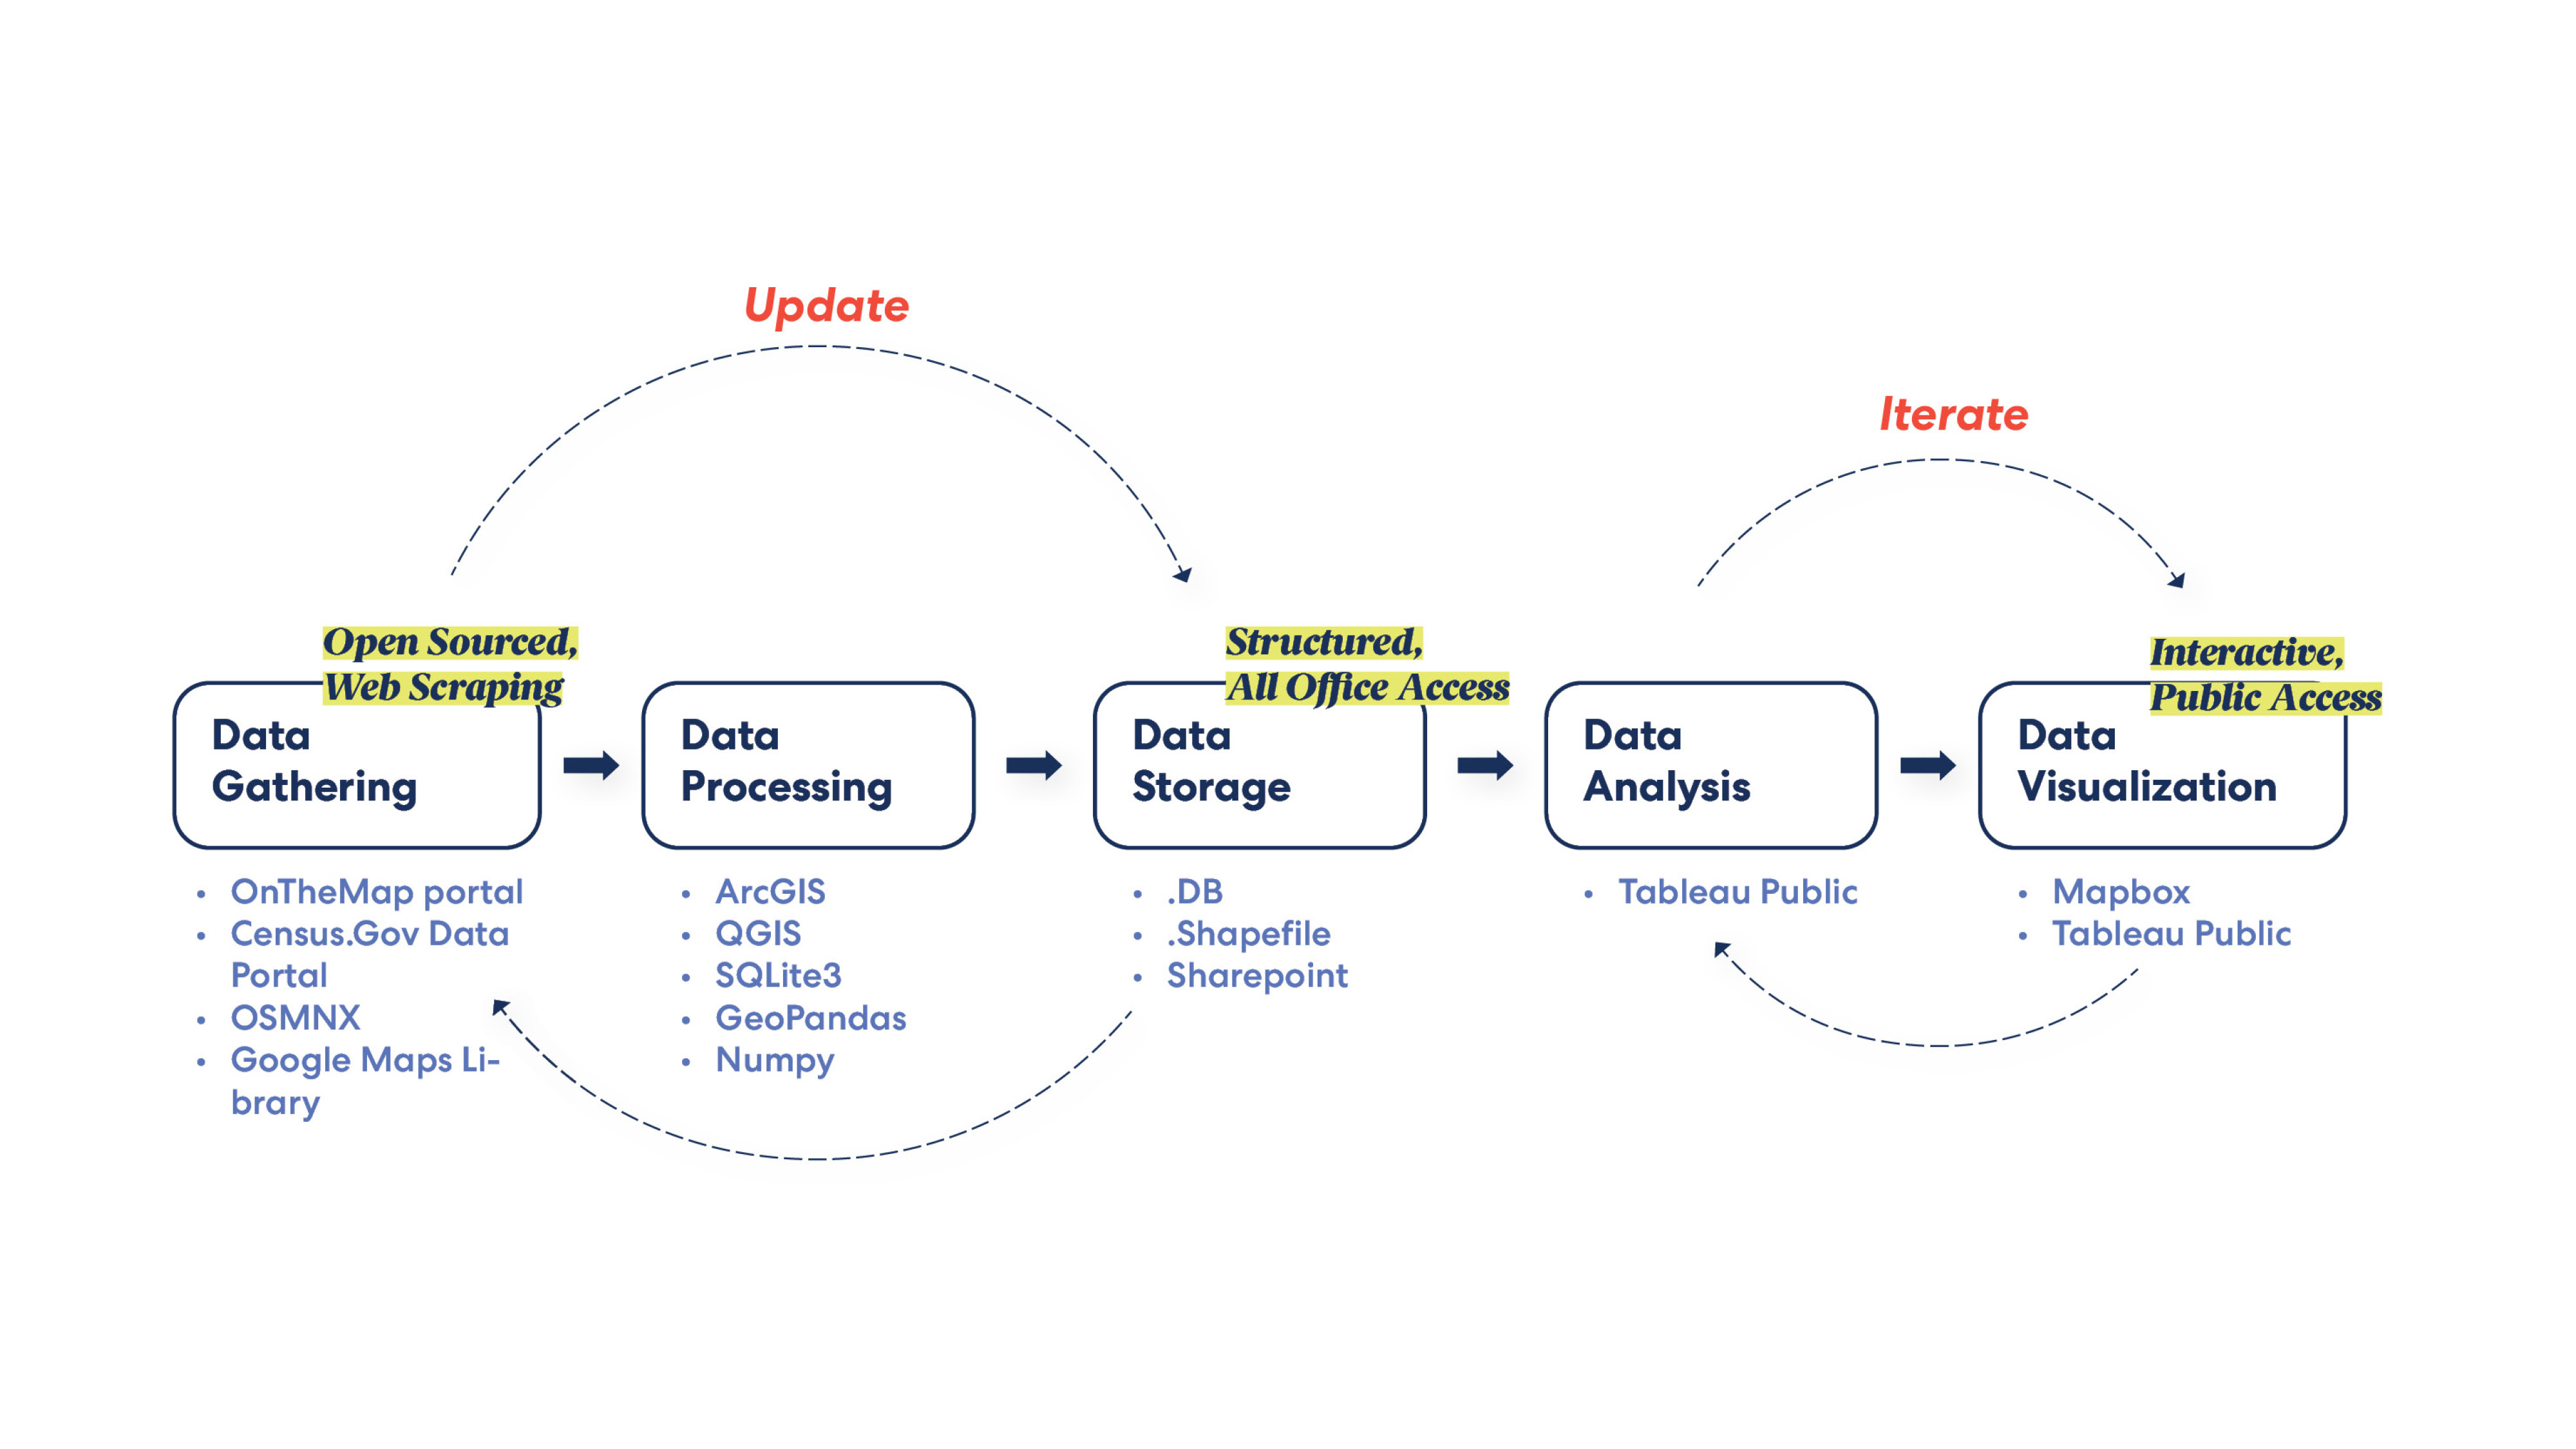 Update
Iterate
Open Sourced,
Web Scraping
Data
Gathering
• OnTheMap portal
• Census.Gov Data
Portal
• OSMNX
• Google Maps Li-
brary
Data
Processing
• ArcGIS
• QGIS
• SQLite3
• GeoPandas
• Numpy
Structured,
All Office Access
Data
Storage
• .DB
• .Shapefile
• Sharepoint
Data
Analysis
• Tableau Public
Interactive,
Public Access
Data
Visualization
• Mapbox
• Tableau Public